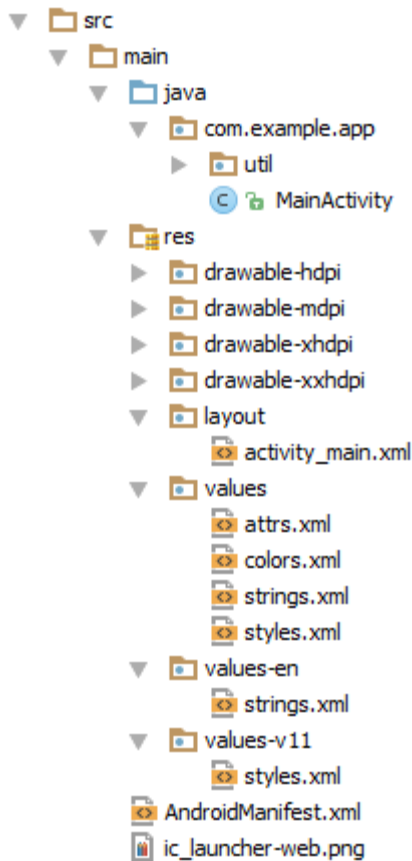 src
main
java
com.example.app
util
C MainActivity
res
drawable-hdpi
drawable-mdpi
drawable-xhdpi
drawable-xxhdpi
layout
activity_main.xml
values
attrs.xml
colors.xml
strings.xml
styles.xml
values-en
strings.xml
values-v11
styles.xml
AndroidManifest.xml
ic_launcher-web.png